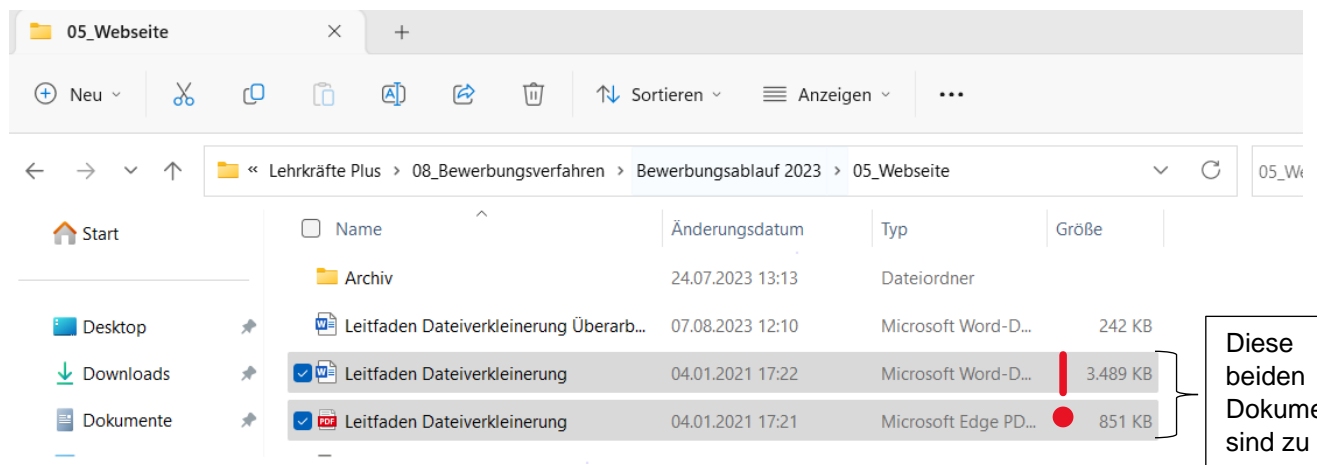 05_Webseite
Neu
Sortieren
Anzeigen
« Lehrkräfte Plus > 08_Bewerbungsverfahren > Bewerbungsablauf 2023 > 05_Webseite
Start
Name Änderungsdatum Typ Größe
Archiv 24.07.2023 13:13 Dateiordner
Desktop
Leitfaden Dateiverkleinerung Überarb... 07.08.2023 12:10 Microsoft Word-D... 242 KB
Downloads
Leitfaden Dateiverkleinerung 04.01.2021 17:22 Microsoft Word-D... 3.489 KB
Dokumente
PDF Leitfaden Dateiverkleinerung 04.01.2021 17:21 Microsoft Edge PD... 851 KB
Diese
beiden
sind zu